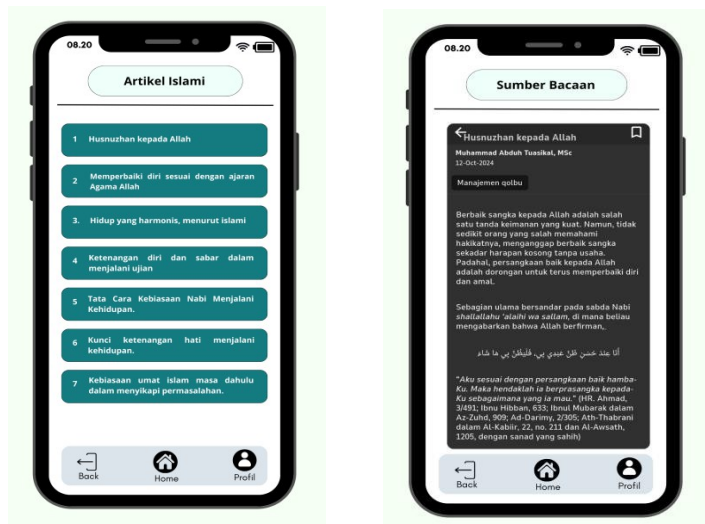 08.20
Artikel Islami
1 Husnuzhan kepada Allah
2 Memperbaiki diri sesuai dengan ajaran
Agama Allah
3. Hidup yang harmonis, menurut islami
4 Ketenangan diri dan sabar dalam
menjalani ujian
5 Tata Cara Kebiasaan Nabi Menjalani
Kehidupan.
6 Kunci ketenangan hati menjalani
kehidupan.
7 Kebiasaan umat islam masa dahulu
dalam menyikapi permasalahan.
Back Home Profil
08.20
Sumber Bacaan
Husnuzhan kepada Allah
Muhammad Abduh Tuasikal, MSc
12-Oct-2024
Manajemen qolbu
Berbaik sangka kepada Allah adalah salah
satu tanda keimanan yang kuat. Namun, tidak
sedikit orang yang salah memahami
hakikatnya, menganggap berbaik sangka
sekadar harapan kosong tanpa usaha.
Padahal, persangkaan baik kepada Allah
adalah dorongan untuk terus memperbaiki diri
dan amal.
Sebagian ulama bersandar pada sabda Nabi
shallallahu 'alaihi wa sallam, di mana beliau
mengabarkan bahwa Allah berfirman,.
أَنَا عِنْدَ حُسْنِ ظَنِّ عَبْدِي بِي، فَلْيَظُنَّ بِي مَا شَاءَ
"Aku sesuai dengan persangkaan baik hamba-
Ku. Maka hendaklah ia berprasangka kepada-
Ku sebagaimana yang ia mau." (HR. Ahmad,
3/491; Ibnu Hibban, 633; Ibnul Mubarak dalam
Az-Zuhd, 909; Ad-Darimy, 2/305; Ath-Thabrani
dalam Al-Kabiir, 22, no. 211 dan Al-Awsath,
1205, dengan sanad yang sahih)
Back Home Profil